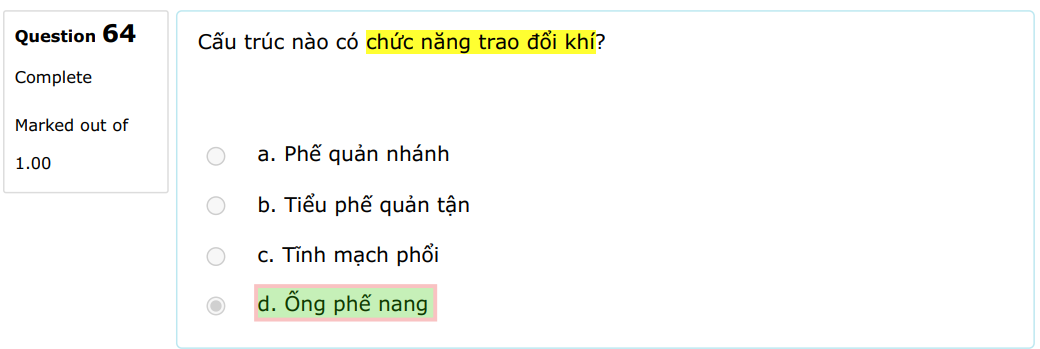 Question 64
Complete
Marked out of
1.00
Cấu trúc nào có chức năng trao đổi khí?
a. Phế quản nhánh
b. Tiểu phế quản tận
c. Tĩnh mạch phổi
d. Ống phế nang